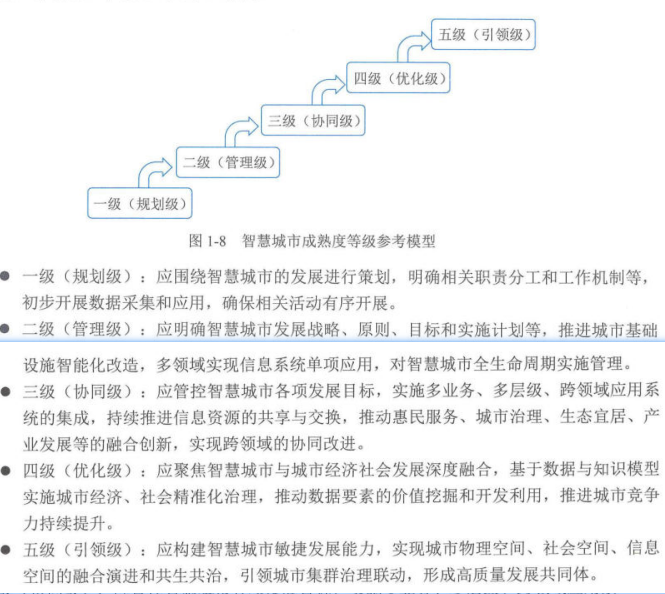 五级（引领级）
四级（优化级）
三级（协同级）
二级（管理级）
一级（规划级）
图 1-8 智慧城市成熟度等级参考模型
● 一级（规划级）：应围绕智慧城市的发展进行策划，明确相关职责分工和工作机制等，
初步开展数据采集和应用，确保相关活动有序开展。
● 二级（管理级）：应明确智慧城市发展战略、原则、目标和实施计划等，推进城市基础
设施智能化改造，多领域实现信息系统单项应用，对智慧城市全生命周期实施管理。
● 三级（协同级）：应管控智慧城市各项发展目标，实施多业务、多层级、跨领域应用系
统的集成，持续推进信息资源的共享与交换，推动惠民服务、城市治理、生态宜居、产
业发展等的融合创新，实现跨领域的协同改进。
● 四级（优化级）：应聚焦智慧城市与城市经济社会发展深度融合，基于数据与知识模型
实施城市经济、社会精准化治理，推动数据要素的价值挖掘和开发利用，推进城市竞争
力持续提升。
● 五级（引领级）：应构建智慧城市敏捷发展能力，实现城市物理空间、社会空间、信息
空间的融合演进和共生共治，引领城市集群治理联动，形成高质量发展共同体。